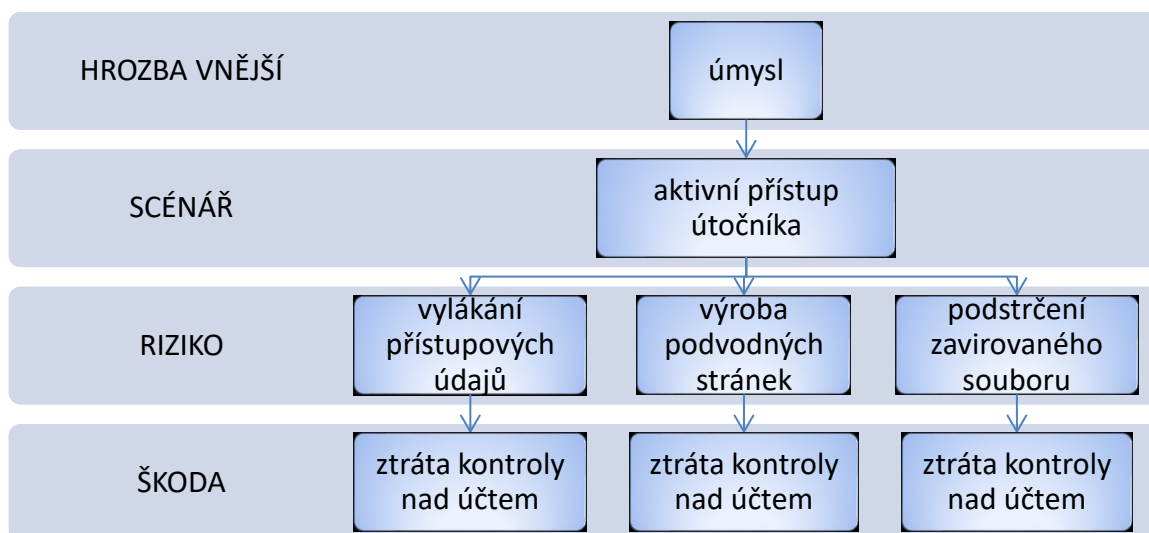 HROZBA VNĚJŠÍ
úmysl
SCÉNÁŘ
aktivní přístup
útočníka
RIZIKO
vylákání
přístupových
údajů
výroba
podvodných
stránek
podstrčení
zavirovaného
souboru
ŠKODA
ztráta kontroly
nad účtem
ztráta kontroly
nad účtem
ztráta kontroly
nad účtem